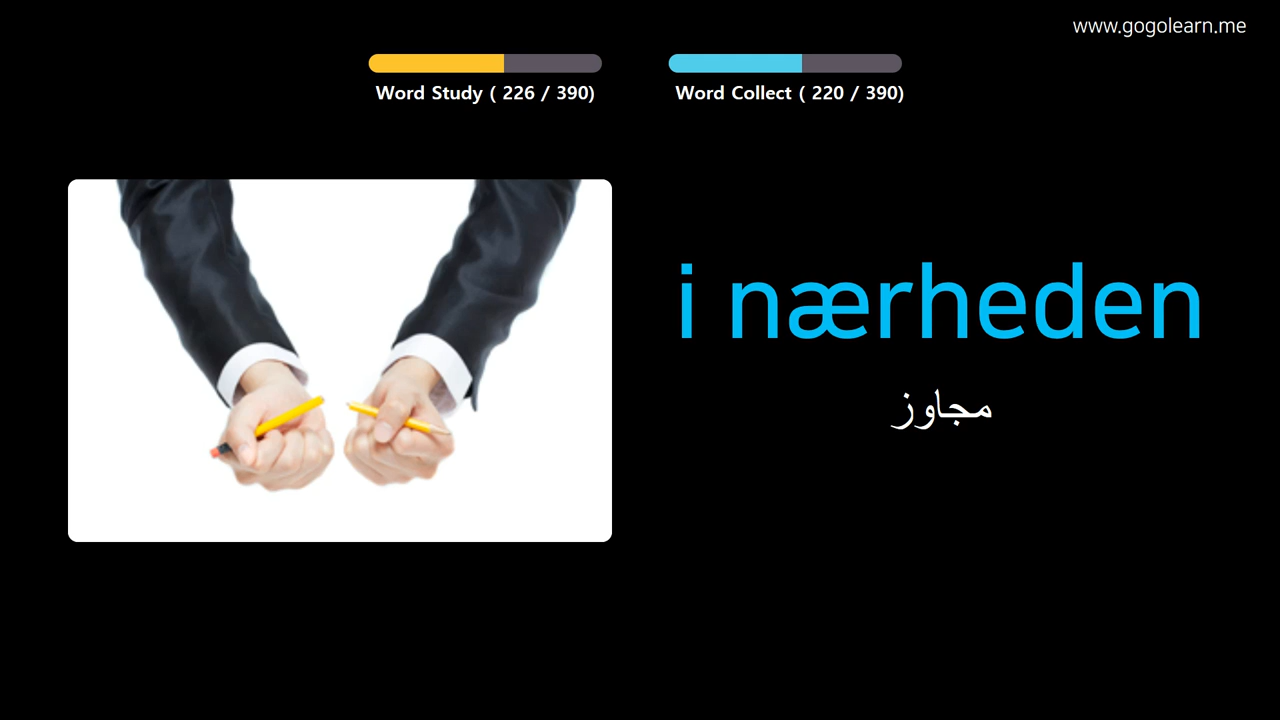 www.gogolearn.me
Word Study ( 226 / 390)
Word Collect ( 220 / 390)
i nærheden
مجاوز